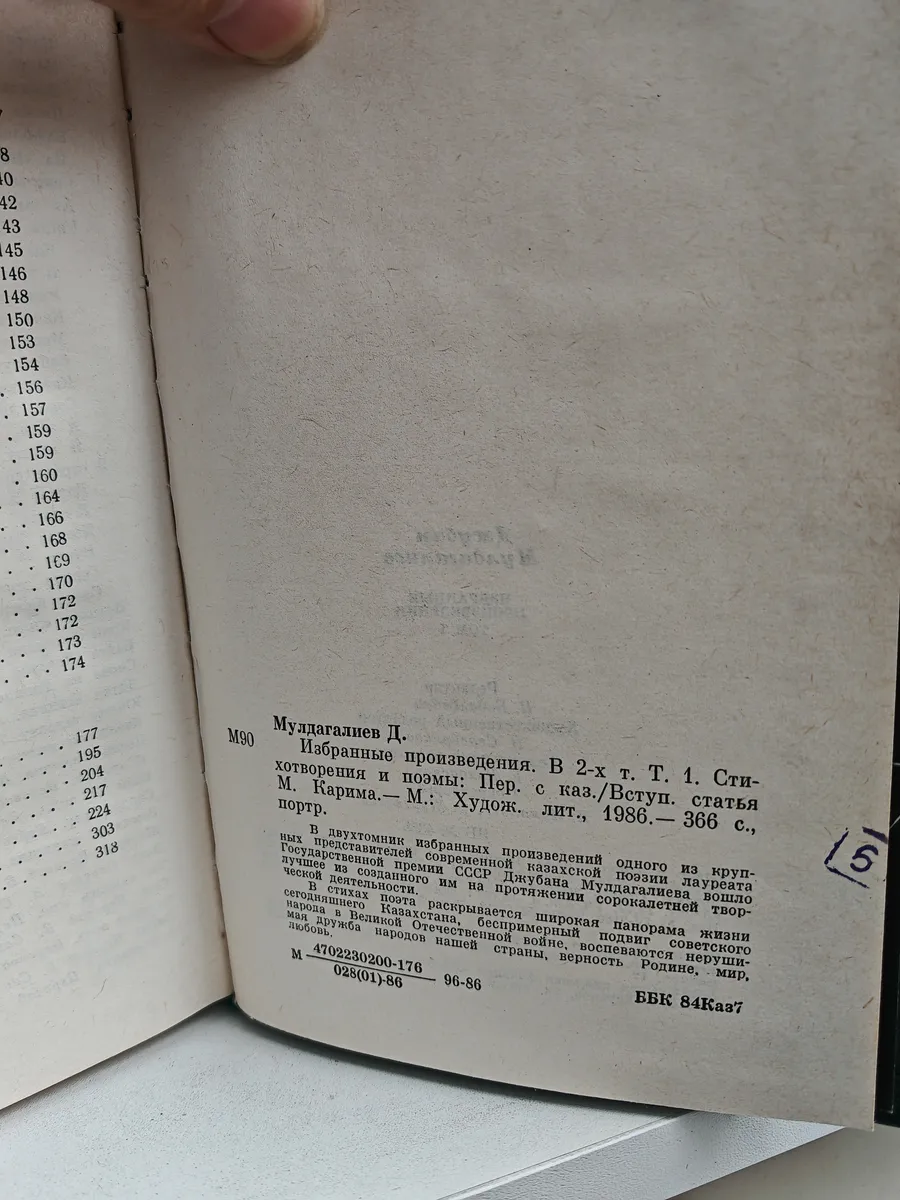 8
40
42
43
145
146
148
150
153
154
. 156
. 157
. 159
. 159
. 160
. . 164
. . 166
. . 168
. . 169
. . 170
. . 172
. . 172
. . . 173
. . . 174
177
195
204
217
224
303
318
Мулдагалиев Д.
М90 Избранные произведения. В 2-х т. Т. 1. Сти-
хотворения и поэмы: Пер. с каз./Вступ. статья
М. Карима.— М.: Худож. лит., 1986.— 366 с.,
портр.
В двухтомник избранных произведений одного из круп-
ных представителей современной казахской поэзии лауреата
Государственной премии СССР Джубана Мулдагалиева вошло
лучшее из созданного им на протяжении сорокалетней твор-
ческой деятельности.
В стихах поэта раскрывается широкая панорама жизни
сегодняшнего Казахстана, беспримерный подвиг советского
народа в Великой Отечественной войне, воспеваются неруши-
мая дружба народов нашей страны, верность Родине, мир,
любовь.
М 4702230200-176 96-86
028(01)-86
ББК 84Каз7
5